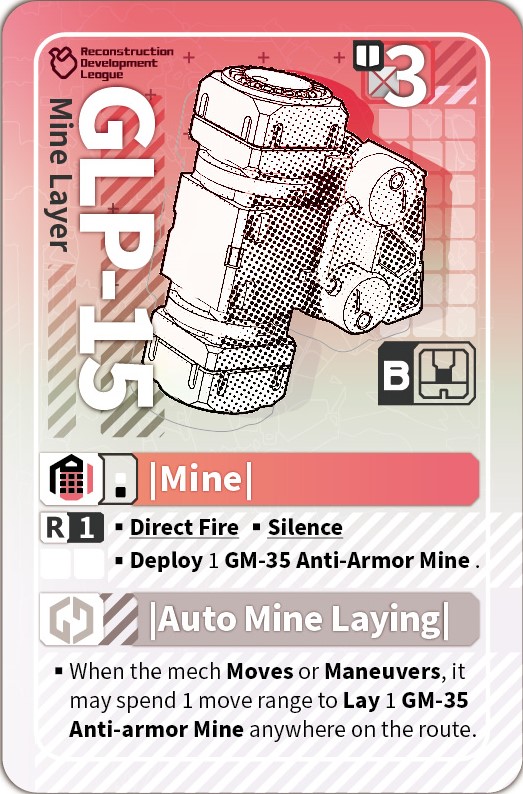 Reconstruction
Development
League
3
GLP-15
Mine Layer
B
|Mine|
R 1
▪ Direct Fire ▪ Silence
▪ Deploy 1 GM-35 Anti-Armor Mine .
|Auto Mine Laying|
▪ When the mech Moves or Maneuvers, it
may spend 1 move range to Lay 1 GM-35
Anti-armor Mine anywhere on the route.